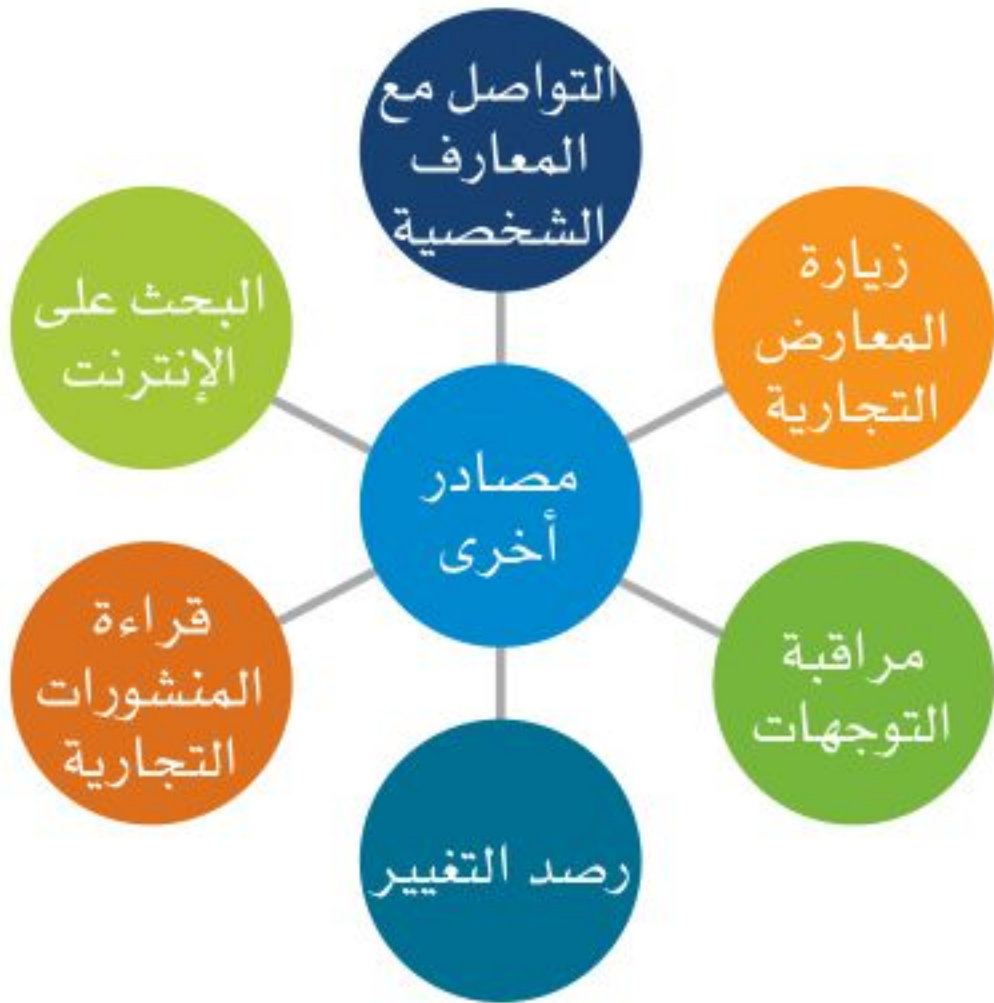 التواصل مع
المعارف
الشخصية
زيارة
المعارض
التجارية
مراقبة
التوجهات
رصد التغيير
قراءة
المنشورات
التجارية
البحث على
الإنترنت
مصادر
أخرى